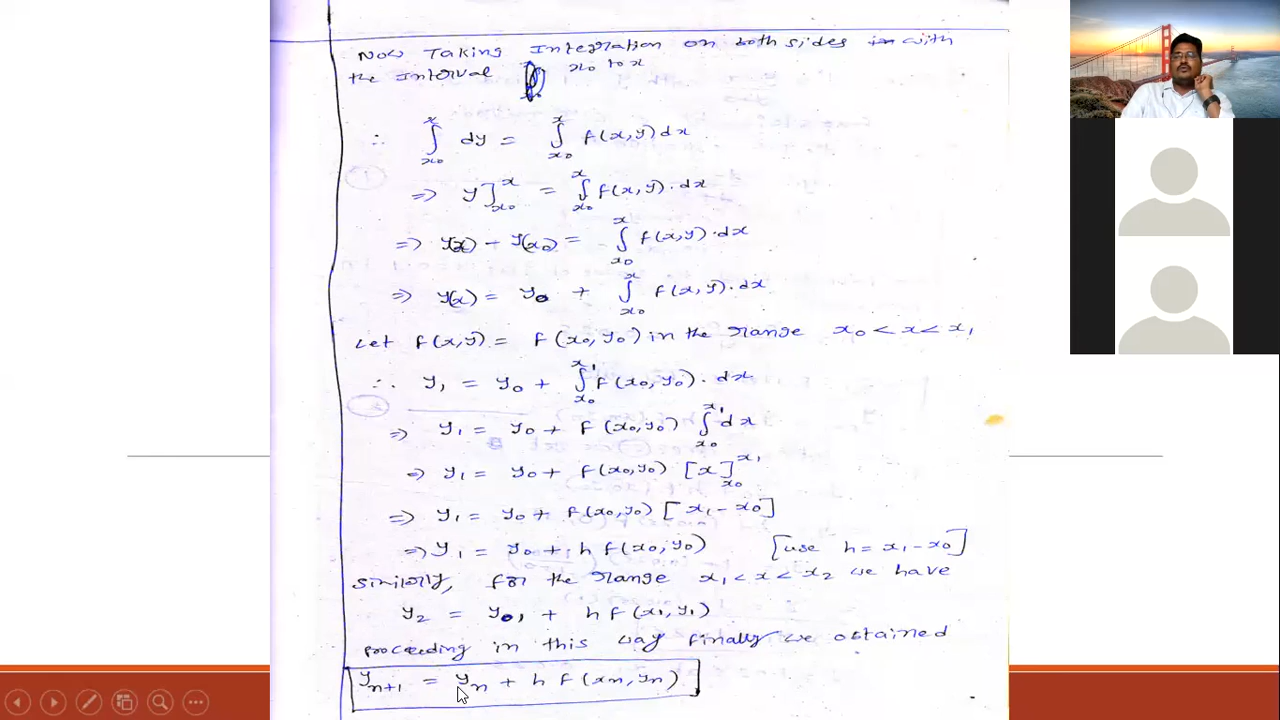 Now Taking Integration on both sides in with
the Interval x₀ to x
∴ ∫ₓ₀ˣ dy = ∫ₓ₀ˣ f(x,y) dx
⇒ y]ₓ₀ˣ = ∫ₓ₀ˣ f(x,y)·dx
⇒ y(x) - y(x₀) = ∫ₓ₀ˣ f(x,y)·dx
⇒ y(x) = y₀ + ∫ₓ₀ˣ f(x,y)·dx
Let f(x,y) = f(x₀,y₀) in the range x₀ < x < x₁
∴ y₁ = y₀ + ∫ₓ₀ˣ¹ f(x₀,y₀)·dx
⇒ y₁ = y₀ + f(x₀,y₀) ∫ₓ₀ˣ¹ dx
⇒ y₁ = y₀ + f(x₀,y₀) [x]ₓ₀ˣ¹
⇒ y₁ = y₀ + f(x₀,y₀) [x₁-x₀]
⇒ y₁ = y₀ + h f(x₀,y₀) [use h = x₁-x₀]
similarly, for the range x₁ < x < x₂ we have
y₂ = y₁ + h f(x₁,y₁)
proceeding in this way finally we obtained
yₙ₊₁ = yₙ + h f(xₙ,yₙ)